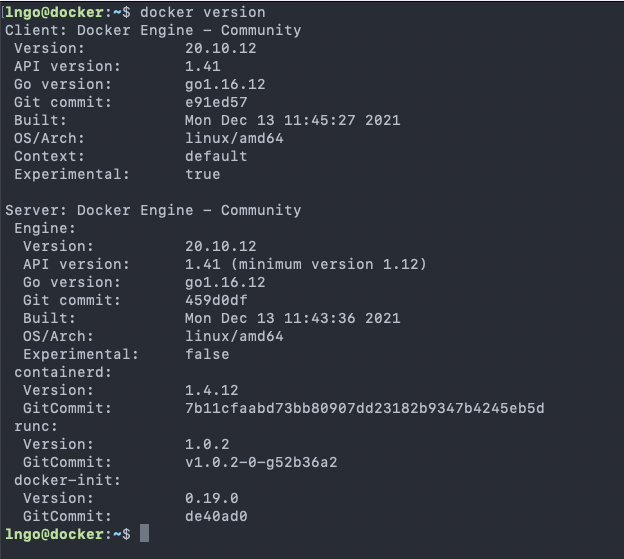 lngo@docker:~$ docker version
Client: Docker Engine - Community
 Version:           20.10.12
 API version:       1.41
 Go version:        go1.16.12
 Git commit:        e91ed57
 Built:             Mon Dec 13 11:45:27 2021
 OS/Arch:           linux/amd64
 Context:           default
 Experimental:      true

Server: Docker Engine - Community
 Engine:
  Version:          20.10.12
  API version:      1.41 (minimum version 1.12)
  Go version:       go1.16.12
  Git commit:       459d0df
  Built:            Mon Dec 13 11:43:36 2021
  OS/Arch:          linux/amd64
  Experimental:     false
 containerd:
  Version:          1.4.12
  GitCommit:        7b11cfaabd73bb80907dd23182b9347b4245eb5d
 runc:
  Version:          1.0.2
  GitCommit:        v1.0.2-0-g52b36a2
 docker-init:
  Version:          0.19.0
  GitCommit:        de40ad0
lngo@docker:~$